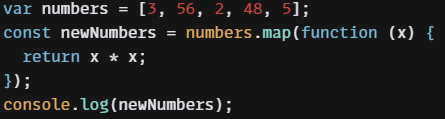 var numbers = [3, 56, 2, 48, 5];
const newNumbers = numbers.map(function (x) {
  return x * x;
});
console.log(newNumbers);